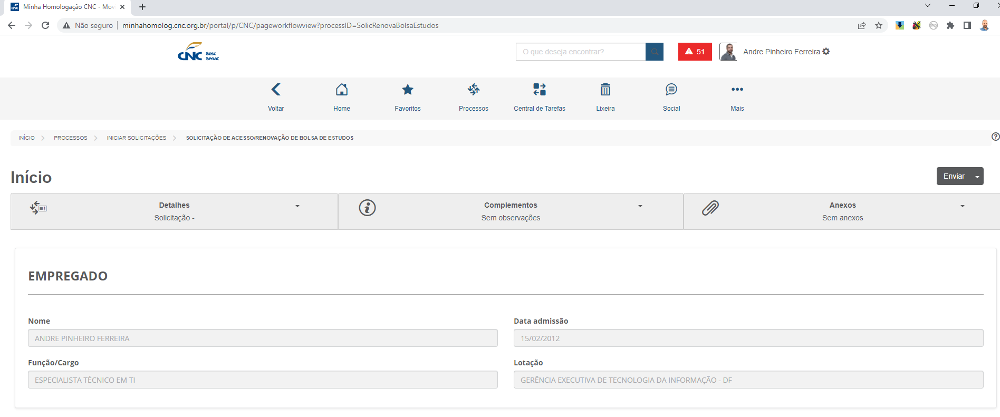 Minha Homologação CNC - Mov
Não seguro
minhahomolog.cnc.org.br/portal/p/CNC/pageworkflowview?processID=SolicRenovaBolsaEstudos
CNC Sesc Senac
O que deseja encontrar?
51
Andre Pinheiro Ferreira
Voltar
Home
Favoritos
Processos
Central de Tarefas
Lixeira
Social
Mais
INÍCIO
PROCESSOS
INICIAR SOLICITAÇÕES
SOLICITAÇÃO DE ACESSO/RENOVAÇÃO DE BOLSA DE ESTUDOS
Início
Enviar
Detalhes
Solicitação -
Complementos
Sem observações
Anexos
Sem anexos
EMPREGADO
Nome
ANDRE PINHEIRO FERREIRA
Data admissão
15/02/2012
Função/Cargo
ESPECIALISTA TÉCNICO EM TI
Lotação
GERÊNCIA EXECUTIVA DE TECNOLOGIA DA INFORMAÇÃO - DF